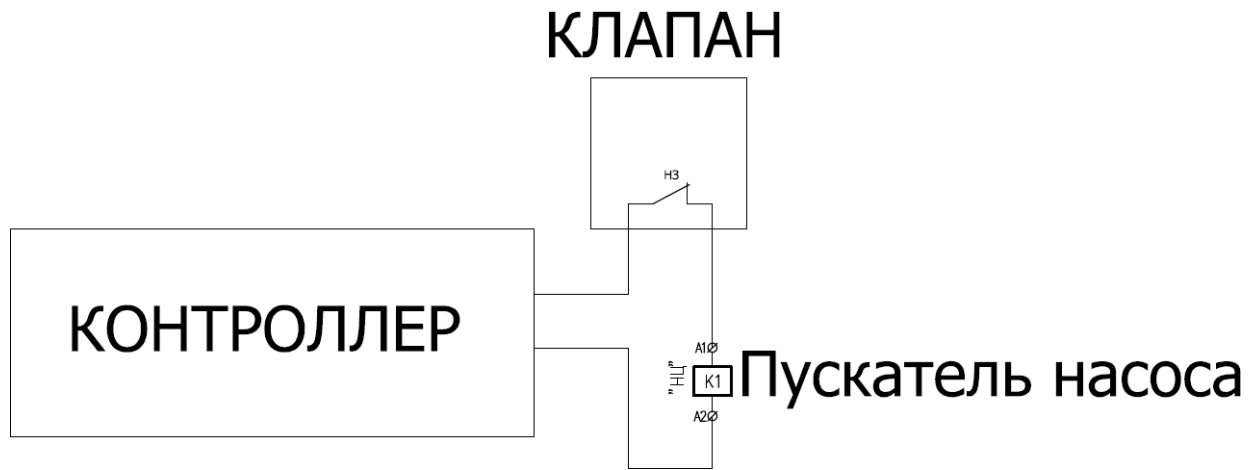 КЛАПАН
НЗ
КОНТРОЛЛЕР
A1
"НЦ"
K1
Пускатель насоса
A2